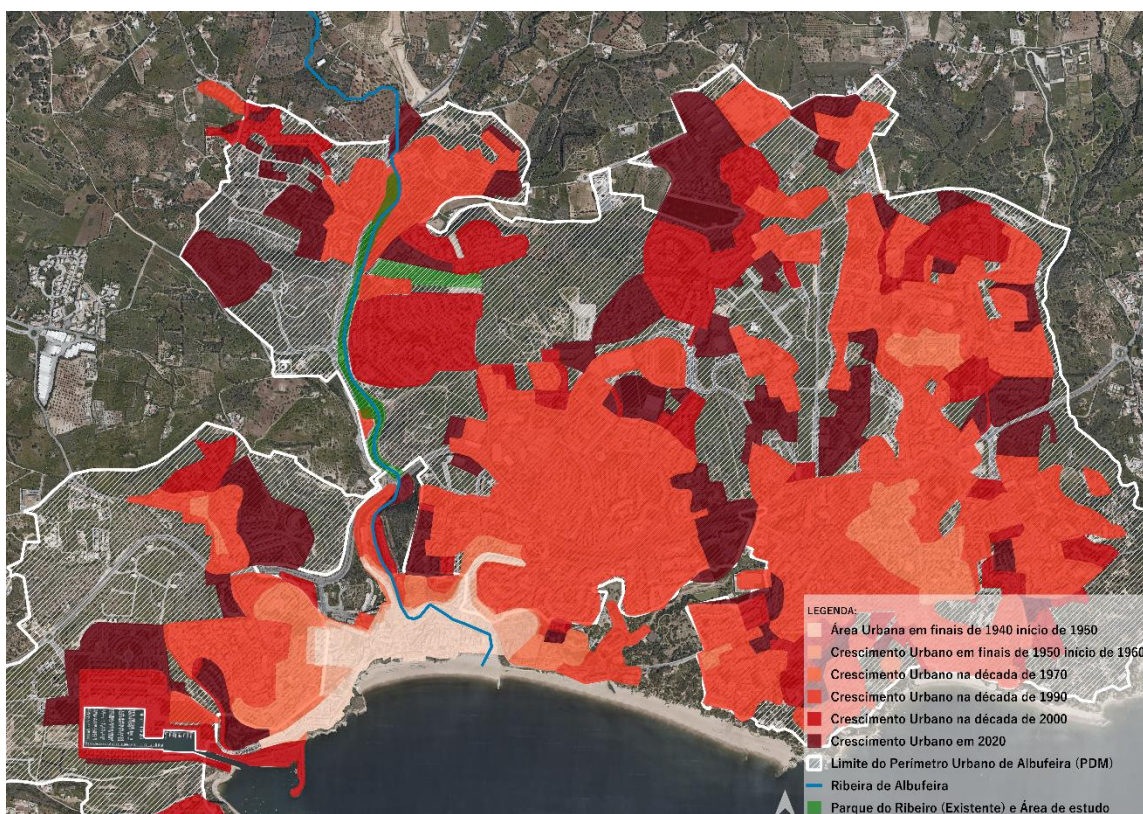 LEGENDA:
Área Urbana em finais de 1940 início de 1950
Crescimento Urbano em finais de 1950 início de 1960
Crescimento Urbano na década de 1970
Crescimento Urbano na década de 1990
Crescimento Urbano na década de 2000
Crescimento Urbano em 2020
Limite do Perímetro Urbano de Albufeira (PDM)
Ribeira de Albufeira
Parque do Ribeiro (Existente) e Área de estudo